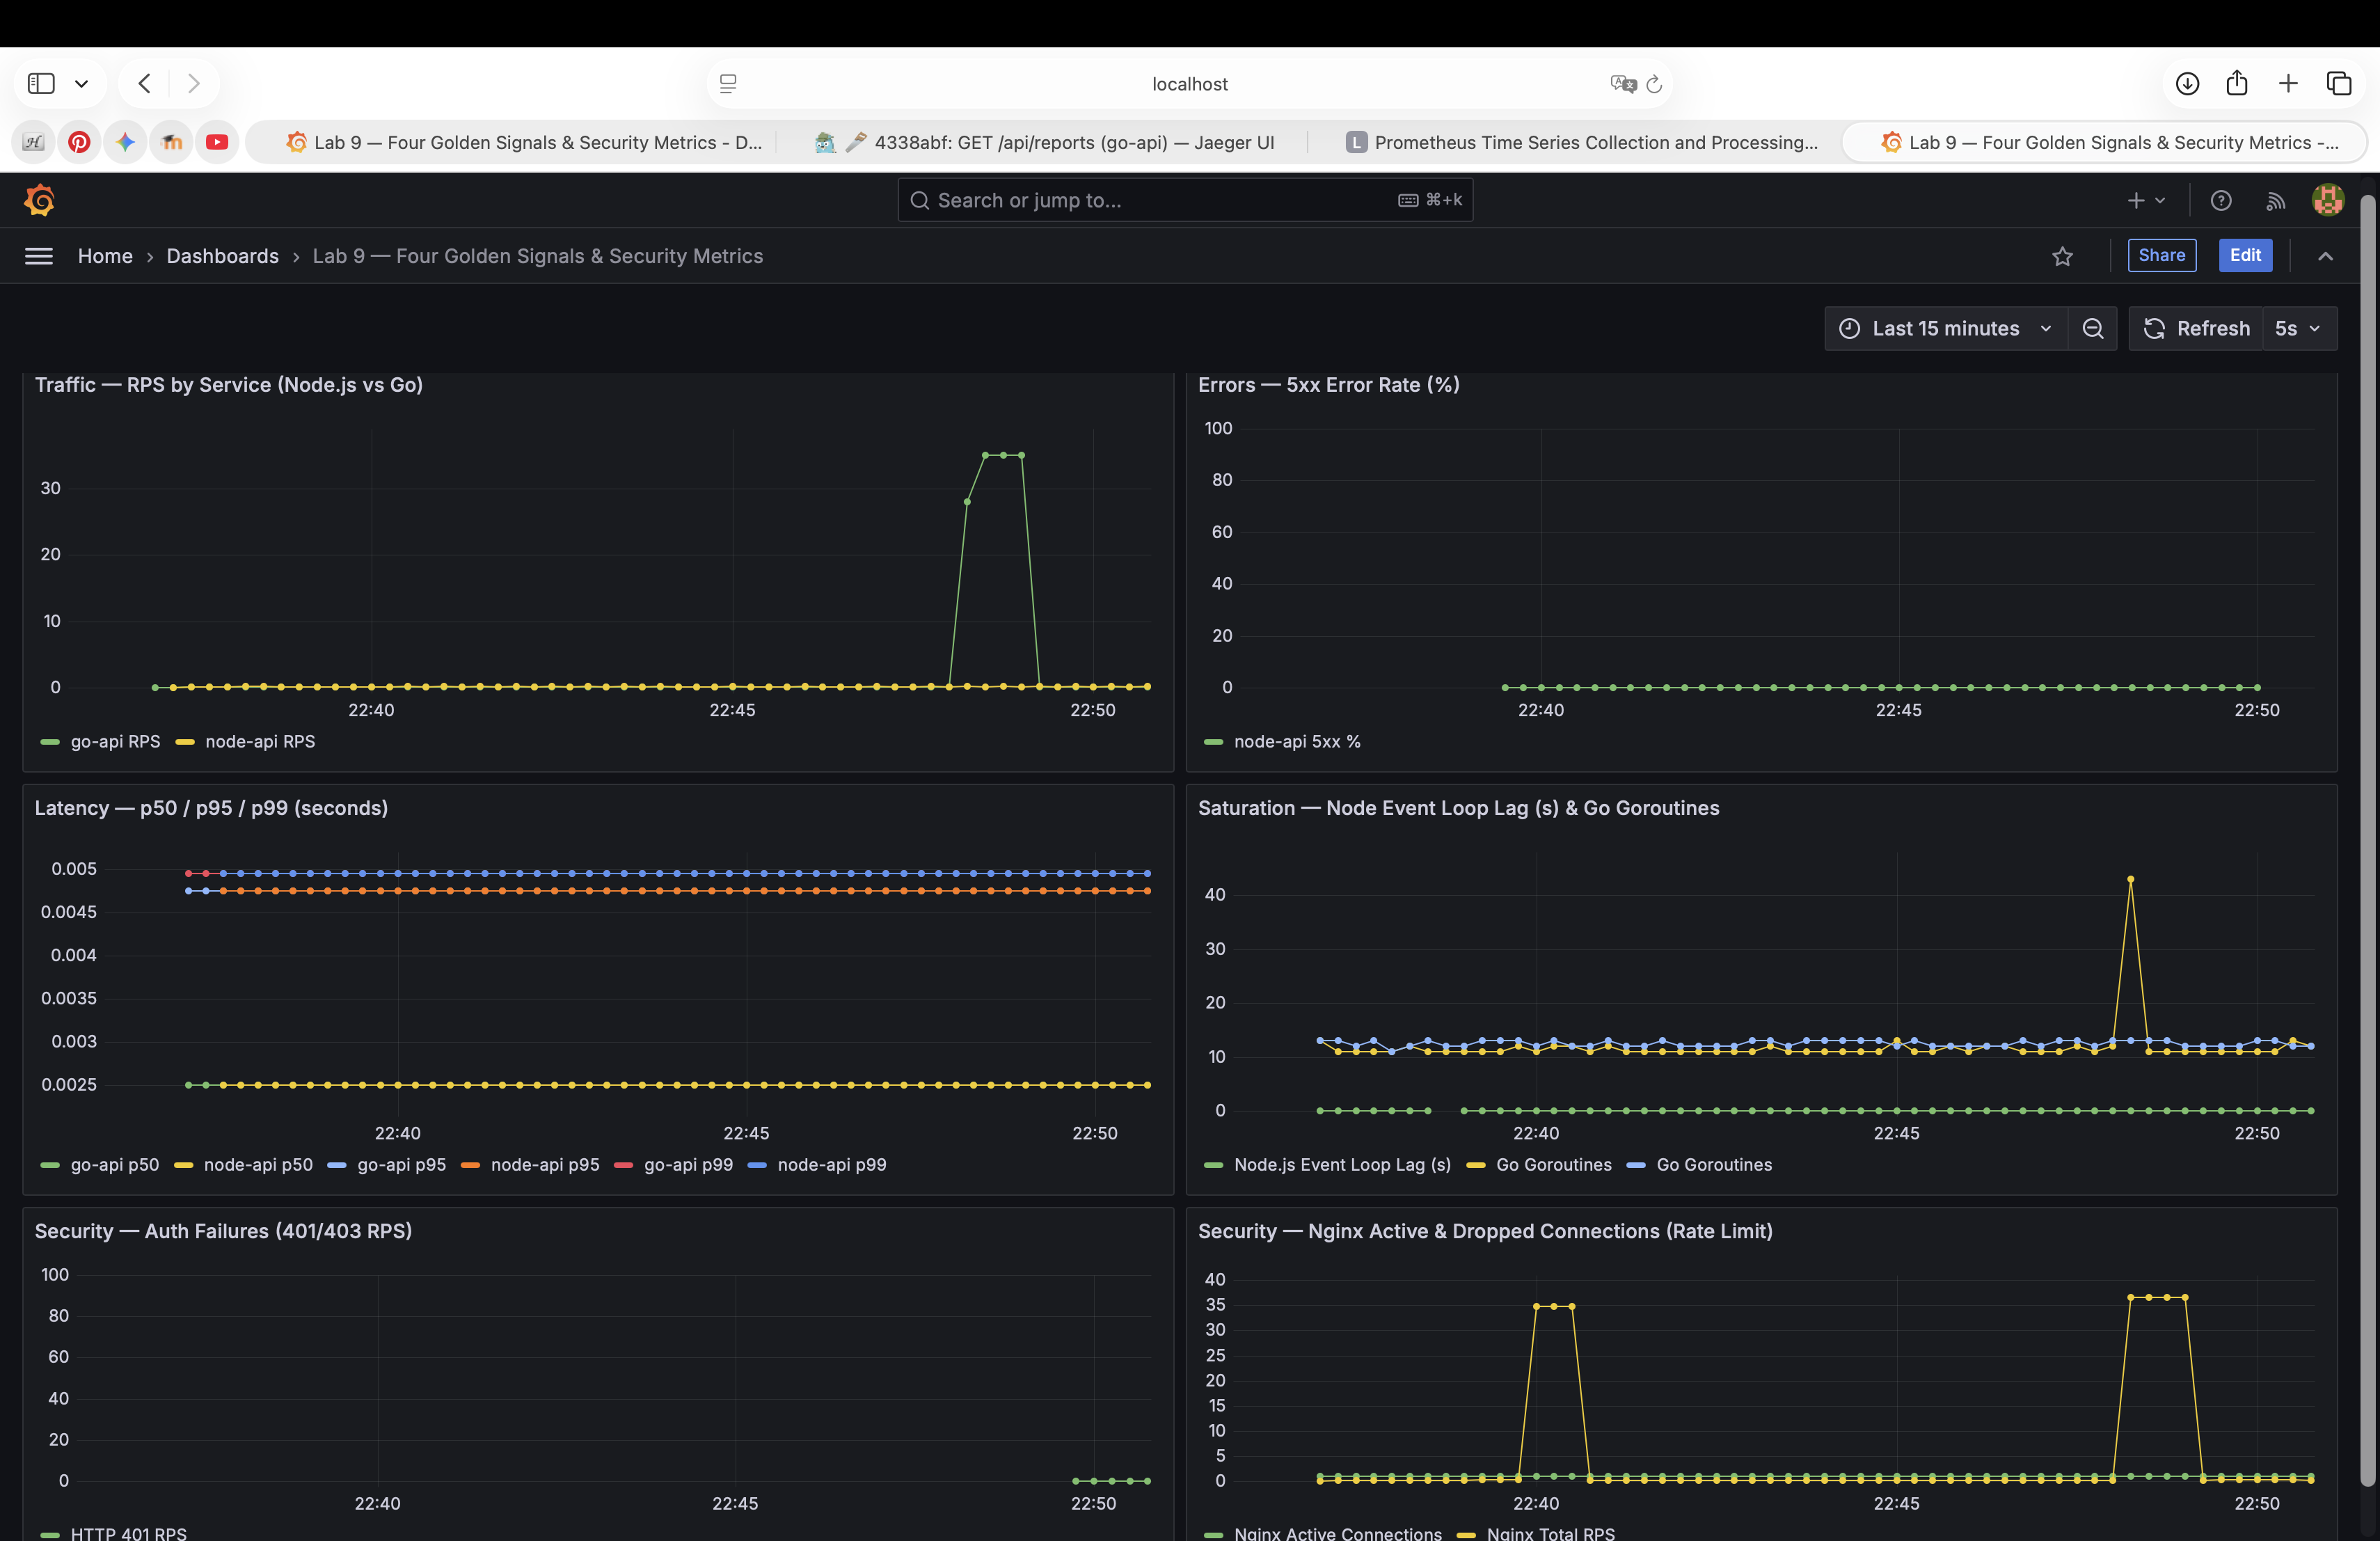 localhost
Lab 9 — Four Golden Signals & Security Metrics - D...
4338abf: GET /api/reports (go-api) — Jaeger UI
L Prometheus Time Series Collection and Processing...
Lab 9 — Four Golden Signals & Security Metrics -...
Search or jump to...
⌘+k
Home › Dashboards › Lab 9 — Four Golden Signals & Security Metrics
Share
Edit
Last 15 minutes
Refresh
5s
Traffic — RPS by Service (Node.js vs Go)
30
20
10
0
22:40 22:45 22:50
go-api RPS node-api RPS
Errors — 5xx Error Rate (%)
100
80
60
40
20
0
22:40 22:45 22:50
node-api 5xx %
Latency — p50 / p95 / p99 (seconds)
0.005
0.0045
0.004
0.0035
0.003
0.0025
22:40 22:45 22:50
go-api p50 node-api p50 go-api p95 node-api p95 go-api p99 node-api p99
Saturation — Node Event Loop Lag (s) & Go Goroutines
40
30
20
10
0
22:40 22:45 22:50
Node.js Event Loop Lag (s) Go Goroutines Go Goroutines
Security — Auth Failures (401/403 RPS)
100
80
60
40
20
0
22:40 22:45 22:50
HTTP 401 RPS
Security — Nginx Active & Dropped Connections (Rate Limit)
40
35
30
25
20
15
10
5
0
22:40 22:45 22:50
Nginx Active Connections Nginx Total RPS